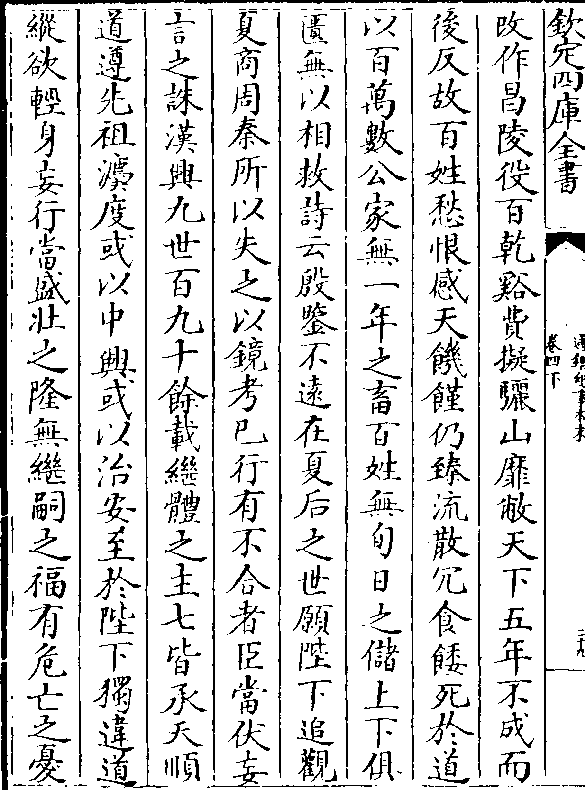 欽定四庫全書
通鑑紀事本末
卷四下
改作昌陵役百乾谿費擬驪山靡敝天下五年不成而
後反故百姓愁恨感天饑饉仍臻流散冗食餧死於道
以百萬數公家無一年之畜百姓無旬日之儲上下俱
匱無以相救詩云殷鑒不遠在夏后之世願陛下追觀
夏商周秦所以失之以鏡考已行有不合者臣當伏妄
言之誅漢興九世百九十餘載繼體之主七皆承天順
道遵先祖灋度或以中興或以治安至於陛下獨違道
縱欲輕身妄行當盛壯之隆無繼嗣之福有危亡之憂